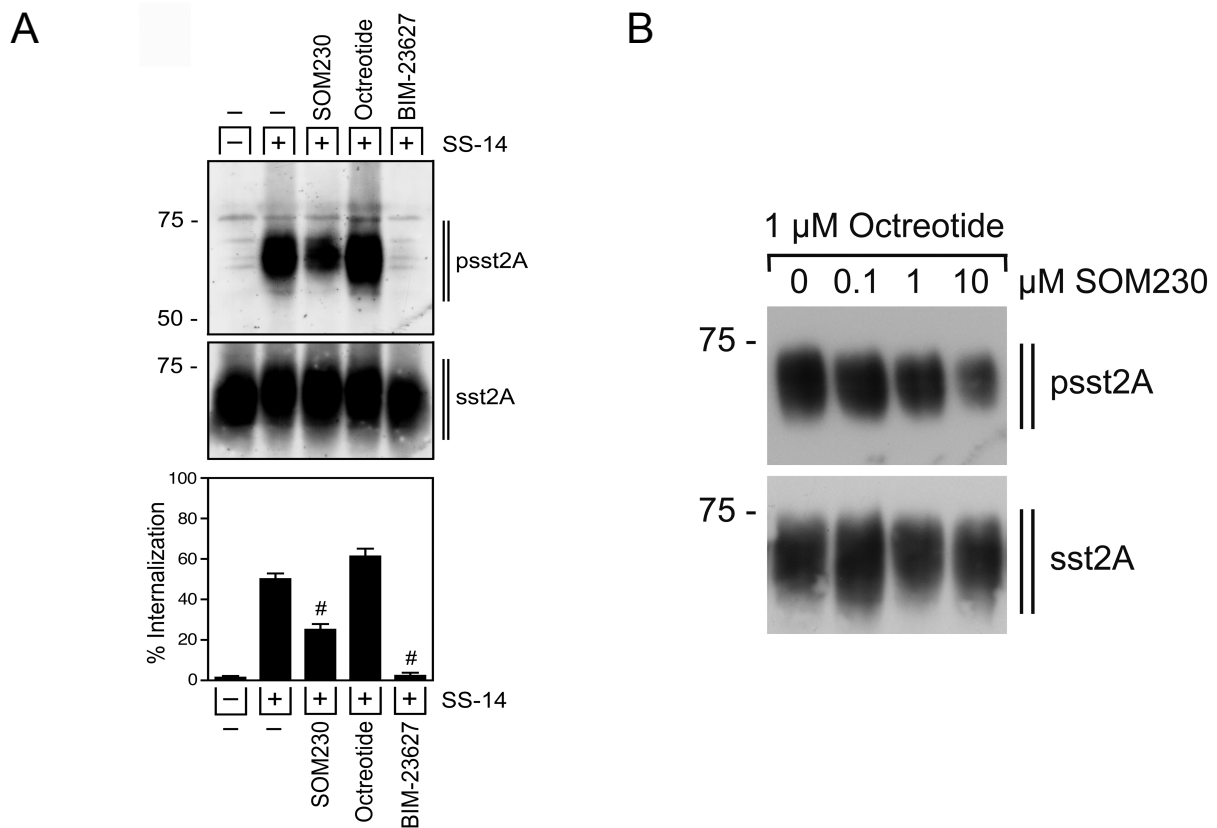 A
– – SOM230 Octreotide BIM-23627
– + + + + SS-14
75 -
psst2A
50 -
75 -
sst2A
100
80
60
40
20
0
% Internalization
# #
– + + + + SS-14
– – SOM230 Octreotide BIM-23627
B
1 µM Octreotide
0 0.1 1 10 µM SOM230
75 -
psst2A
75 -
sst2A